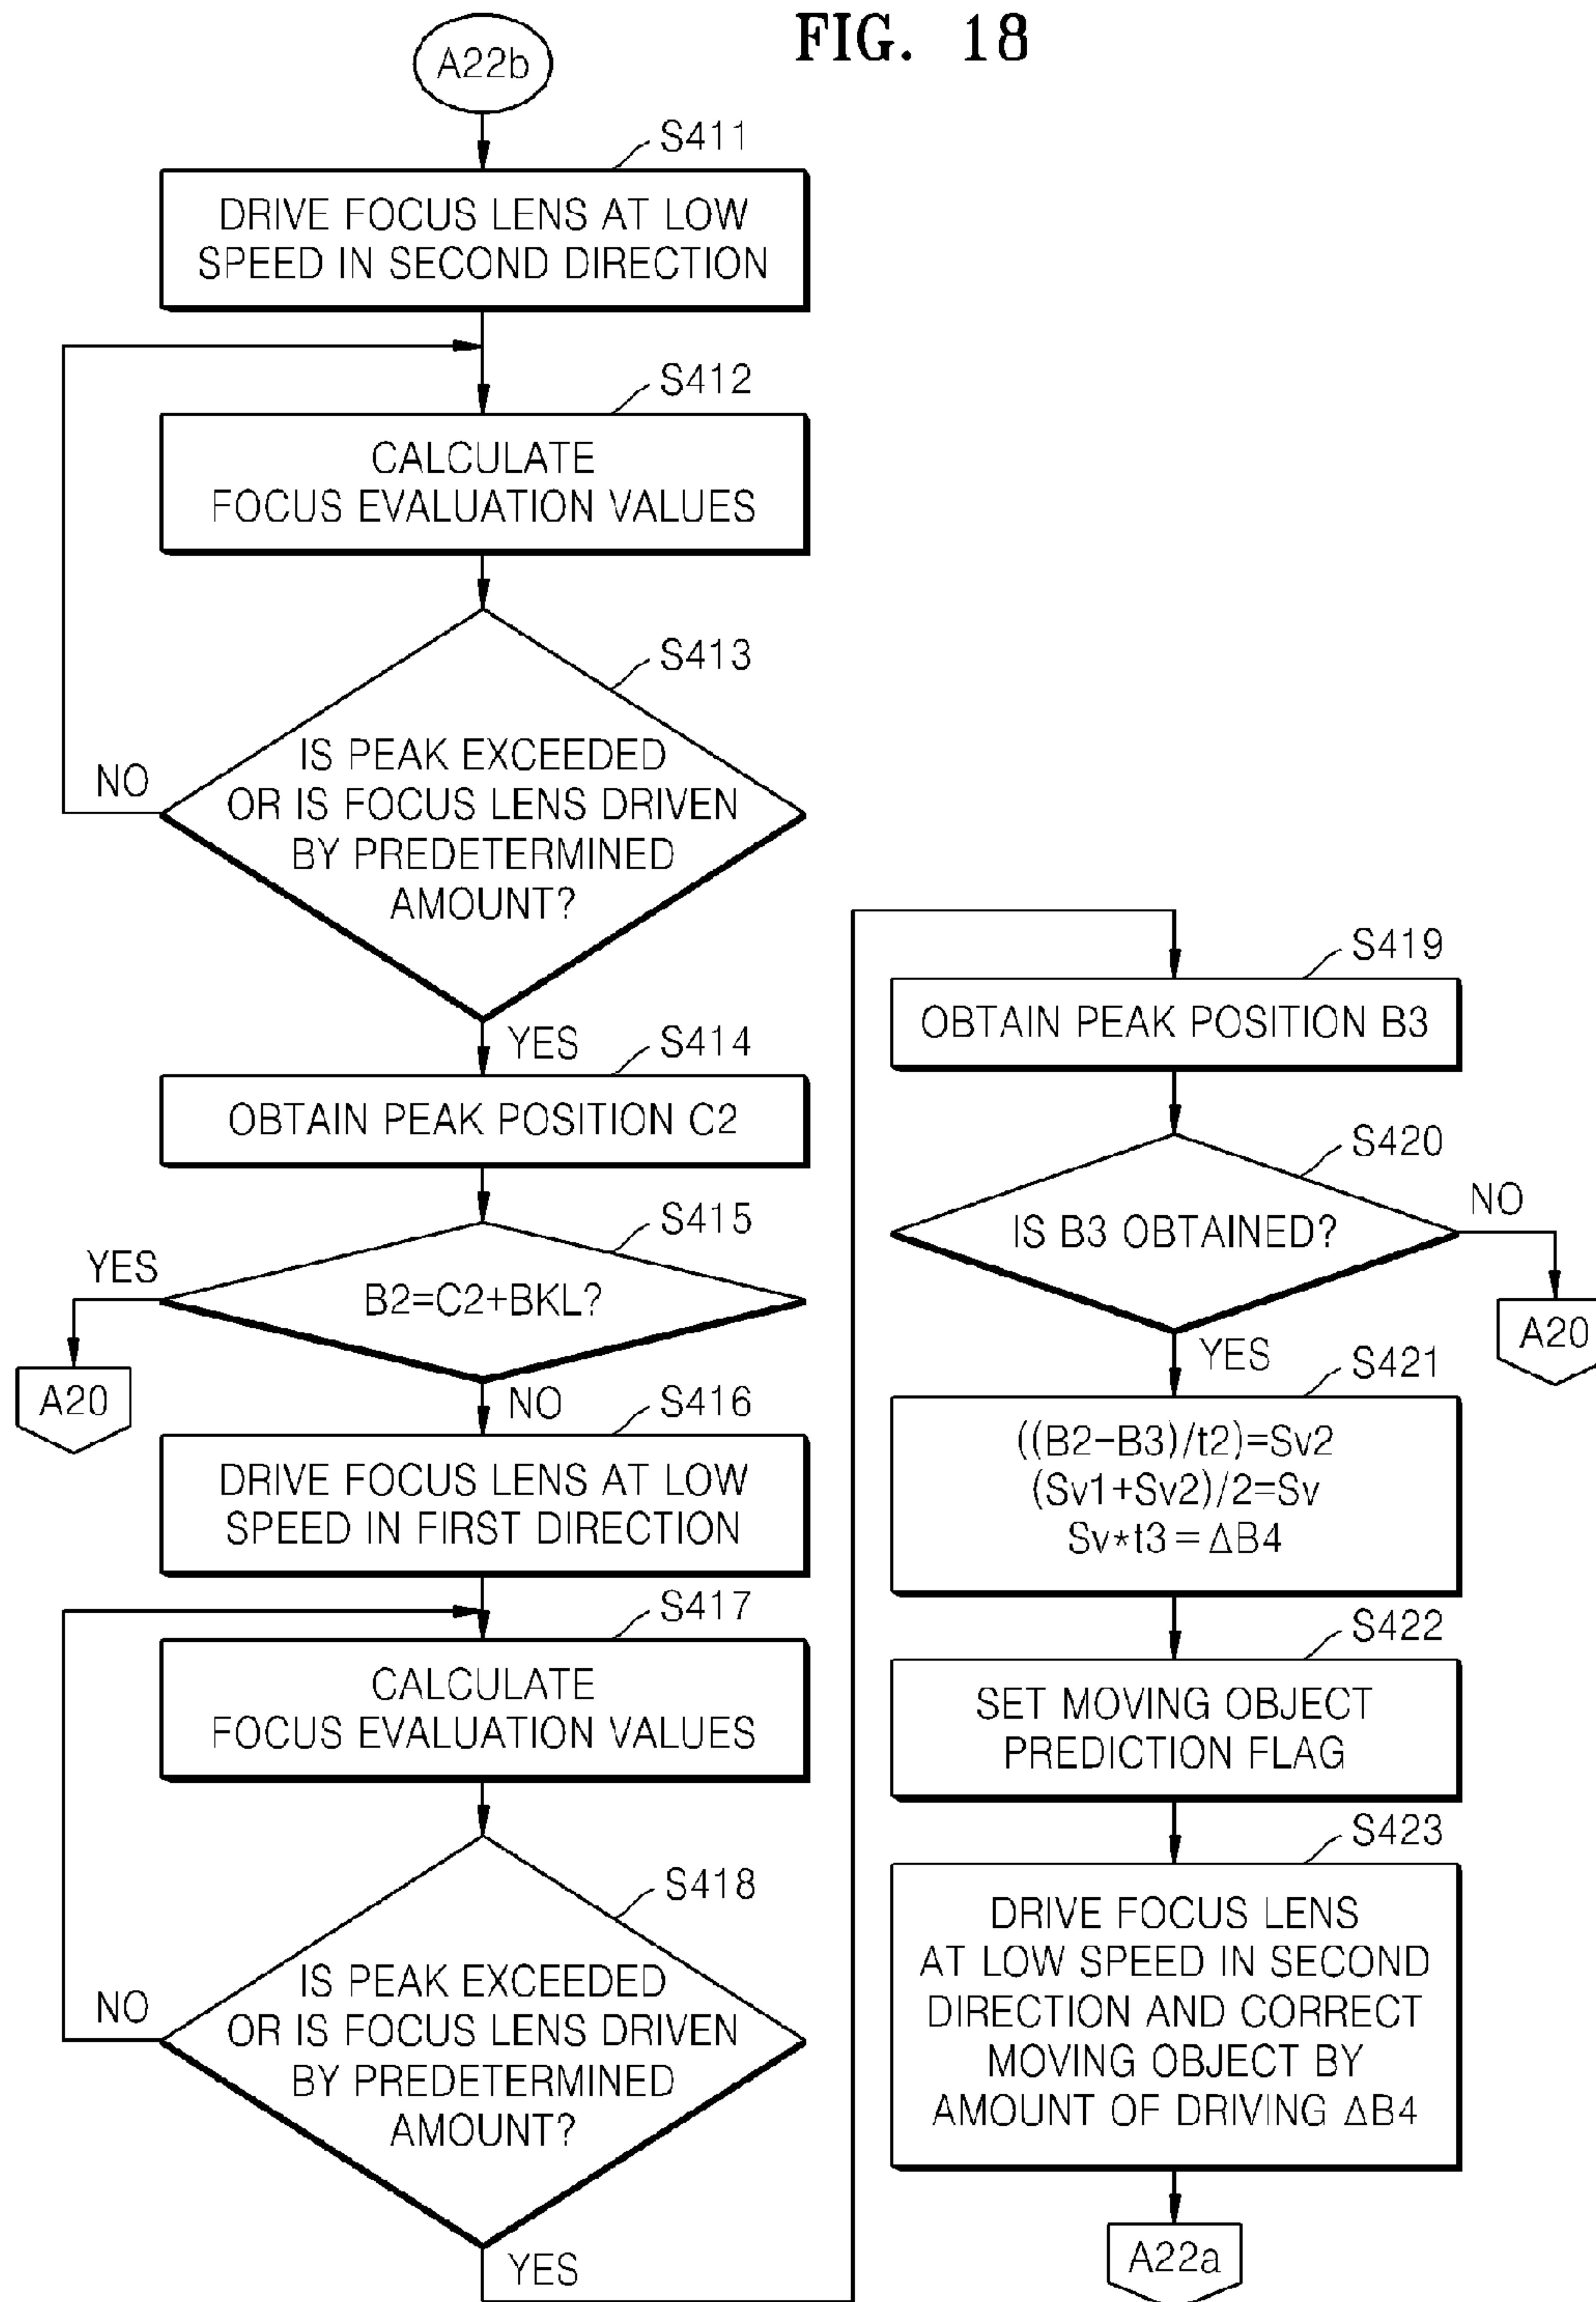 FIG. 18
A22b
S411
DRIVE FOCUS LENS AT LOW
SPEED IN SECOND DIRECTION
S412
CALCULATE
FOCUS EVALUATION VALUES
S413
IS PEAK EXCEEDED
OR IS FOCUS LENS DRIVEN
BY PREDETERMINED
AMOUNT?
NO
YES
S414
OBTAIN PEAK POSITION C2
S415
B2=C2+BKL?
YES
A20
NO
S416
DRIVE FOCUS LENS AT LOW
SPEED IN FIRST DIRECTION
S417
CALCULATE
FOCUS EVALUATION VALUES
S418
IS PEAK EXCEEDED
OR IS FOCUS LENS DRIVEN
BY PREDETERMINED
AMOUNT?
NO
YES
S419
OBTAIN PEAK POSITION B3
S420
IS B3 OBTAINED?
NO
A20
YES
S421
((B2-B3)/t2)=Sv2
(Sv1+Sv2)/2=Sv
Sv*t3=ΔB4
S422
SET MOVING OBJECT
PREDICTION FLAG
S423
DRIVE FOCUS LENS
AT LOW SPEED IN SECOND
DIRECTION AND CORRECT
MOVING OBJECT BY
AMOUNT OF DRIVING ΔB4
A22a